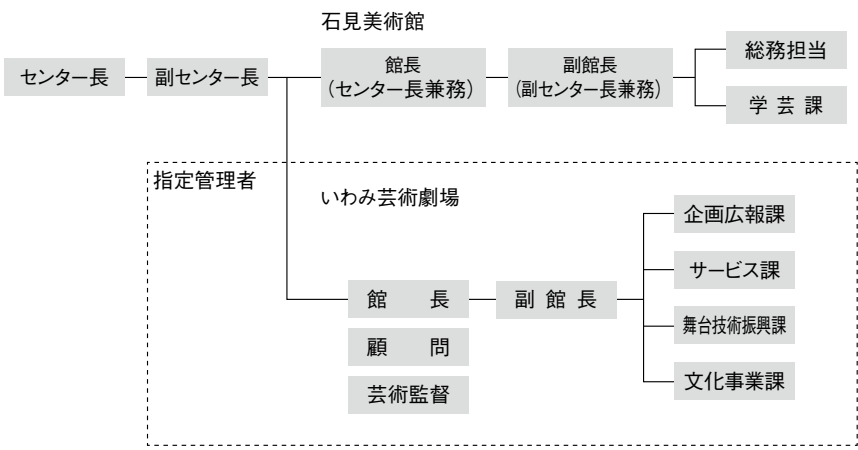 石見美術館
センター長
副センター長
館長
(センター長兼務)
副館長
(副センター長兼務)
総務担当
学芸課
指定管理者
いわみ芸術劇場
館長
副館長
顧問
芸術監督
企画広報課
サービス課
舞台技術振興課
文化事業課